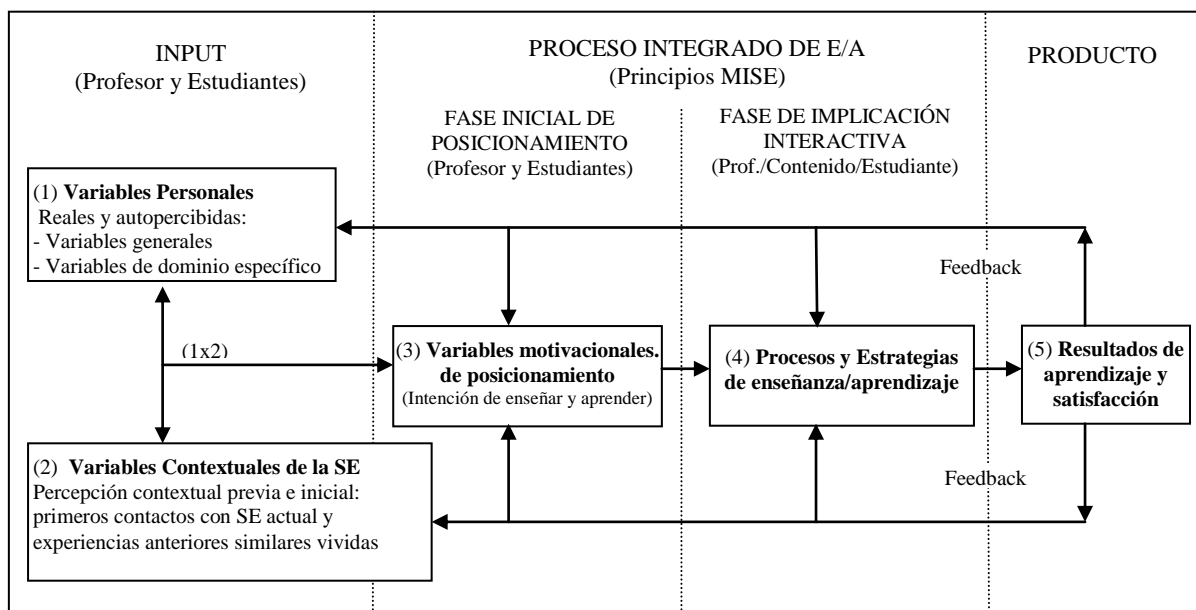 INPUT
(Profesor y Estudiantes)
PROCESO INTEGRADO DE E/A
(Principios MISE)
PRODUCTO
FASE INICIAL DE
POSICIONAMIENTO
(Profesor y Estudiantes)
FASE DE IMPLICACIÓN
INTERACTIVA
(Prof./Contenido/Estudiante)
(1) Variables Personales
Reales y autopercibidas:
- Variables generales
- Variables de dominio específico
Feedback
(1x2)
(3) Variables motivacionales.
de posicionamiento
(Intención de enseñar y aprender)
(4) Procesos y Estrategias
de enseñanza/aprendizaje
(5) Resultados de
aprendizaje y
satisfacción
(2) Variables Contextuales de la SE
Percepción contextual previa e inicial:
primeros contactos con SE actual y
experiencias anteriores similares vividas
Feedback